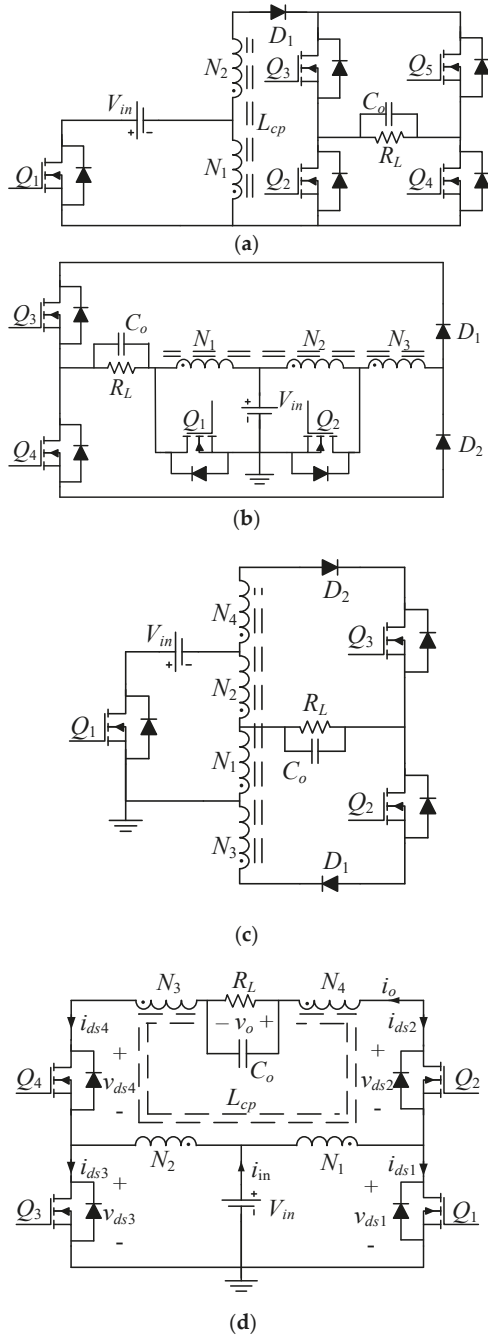 D1
N2
Q3
Q5
Vin
+ -
Lcp
Co
RL
N1
Q1
Q2
Q4
(a)
Q3
Co
N1
N2
N3
D1
RL
Q1
+
Vin
-
Q2
Q4
D2
(b)
D2
N4
Vin
+ -
Q3
N2
RL
Q1
N1
Co
Q2
N3
D1
(c)
N3
RL
N4
io
ids4
- vo +
ids2
Q4
+
vds4
-
Co
+
vds2
-
Q2
Lcp
N2
N1
ids3
iin
ids1
Q3
+
vds3
-
+
Vin
-
+
vds1
-
Q1
(d)